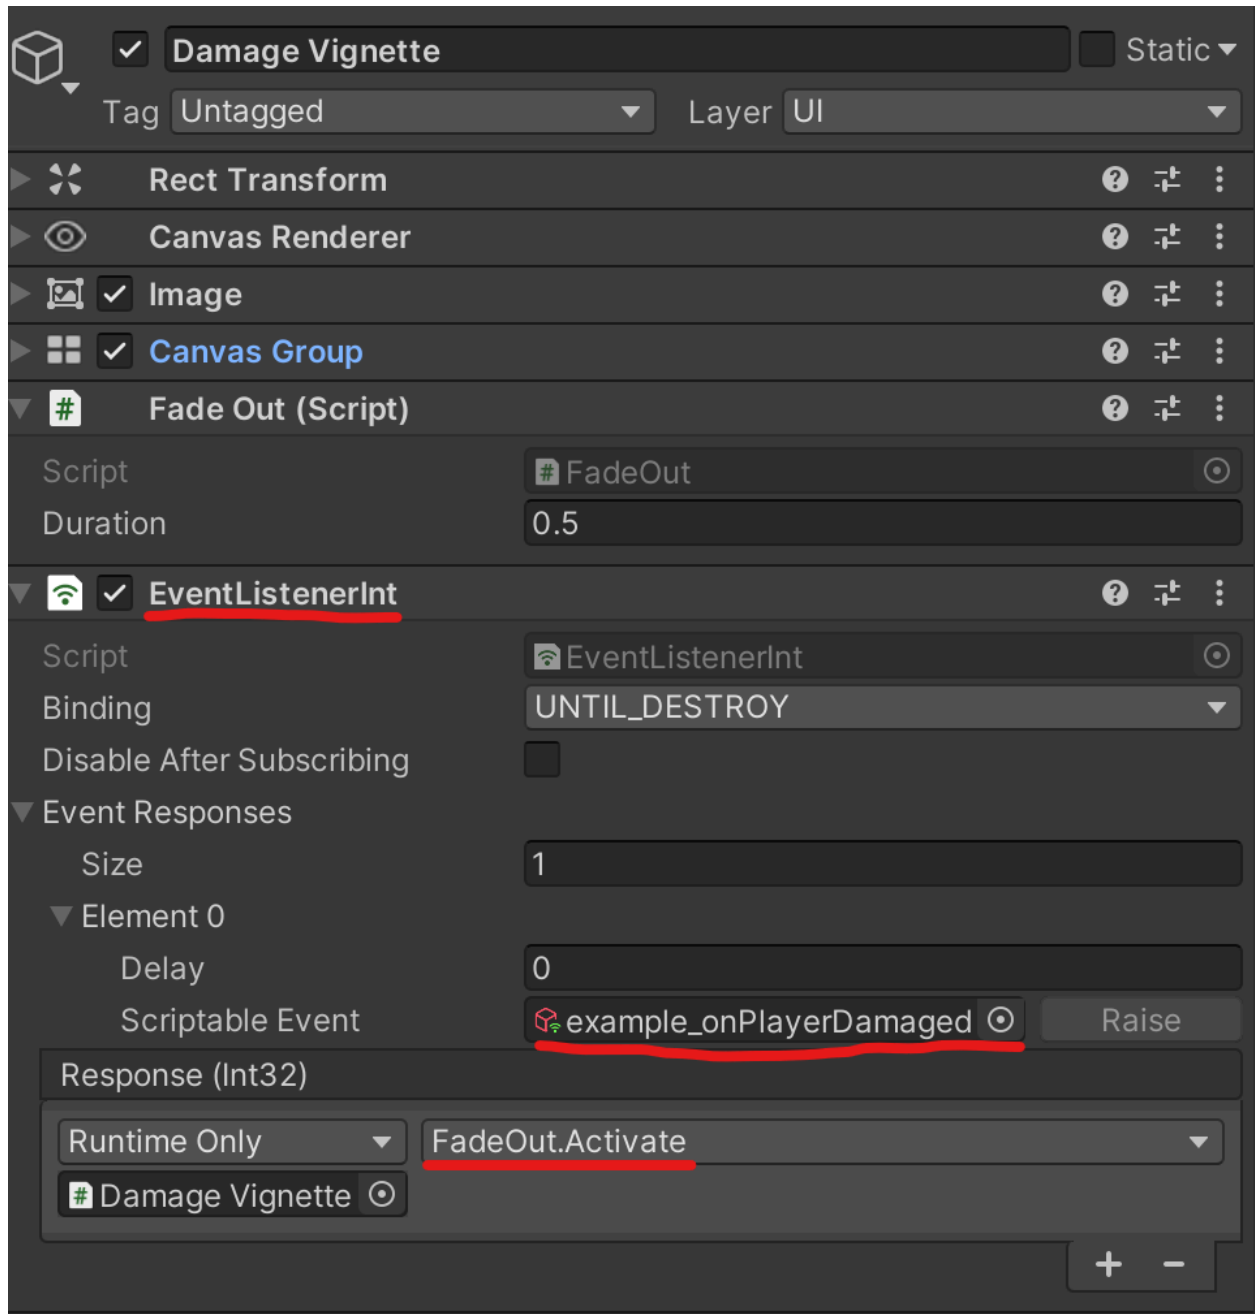 Damage Vignette Static
Tag Untagged Layer UI
Rect Transform
Canvas Renderer
Image
Canvas Group
# Fade Out (Script)
Script # FadeOut
Duration 0.5
EventListenerInt
Script EventListenerInt
Binding UNTIL_DESTROY
Disable After Subscribing
Event Responses
Size 1
Element 0
Delay 0
Scriptable Event example_onPlayerDamaged Raise
Response (Int32)
Runtime Only FadeOut.Activate
# Damage Vignette
+ −